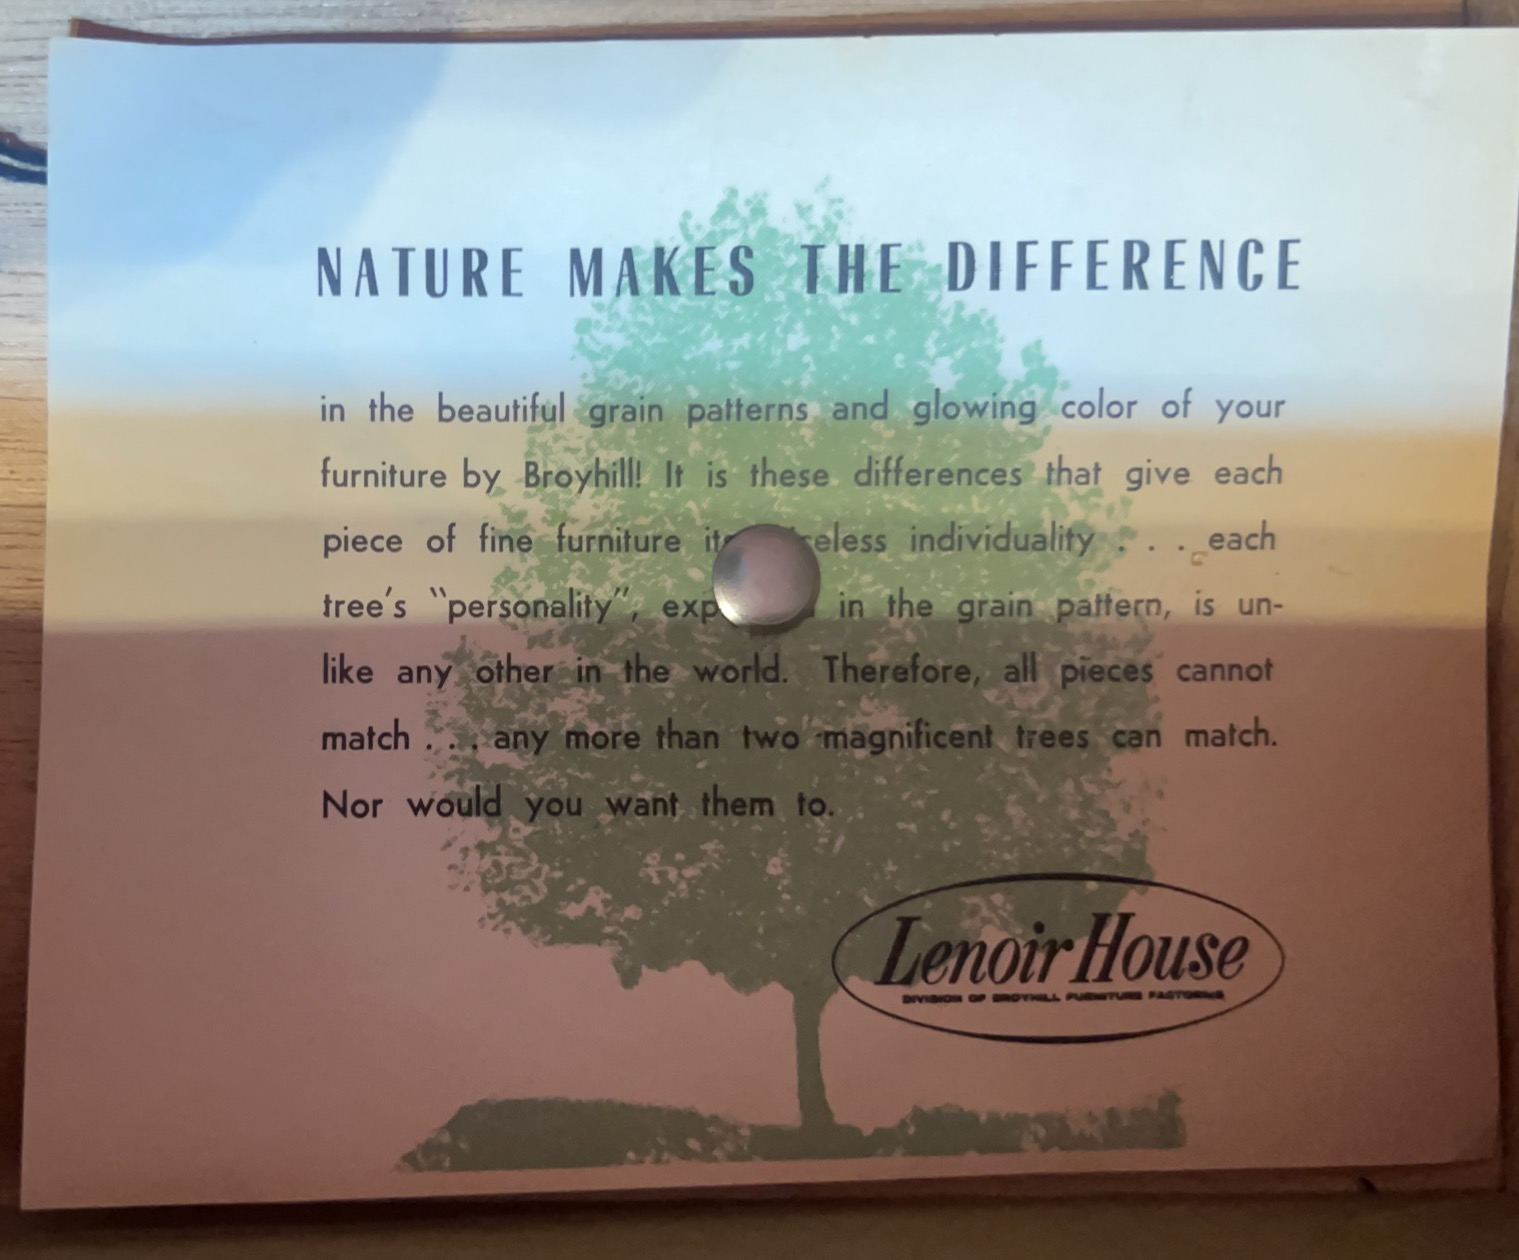 NATURE MAKES THE DIFFERENCE
in the beautiful grain patterns and glowing color of your
furniture by Broyhill! It is these differences that give each
piece of fine furniture individuality . . . each
tree's "personality", in the grain pattern, is un-
like any other in the world. Therefore, all pieces cannot
match . . . any more than two magnificent trees can match.
Nor would you want them to.
Lenoir House
DIVISION OF BROYHILL FURNITURE FACTORIES